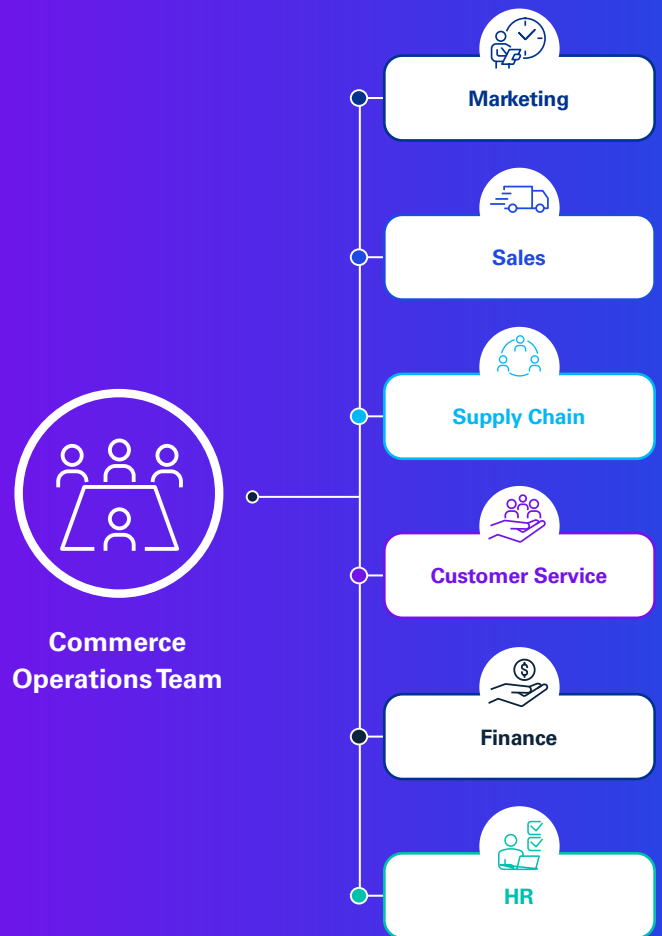 Marketing
Sales
Supply Chain
Commerce
Operations Team
Customer Service
$
Finance
HR